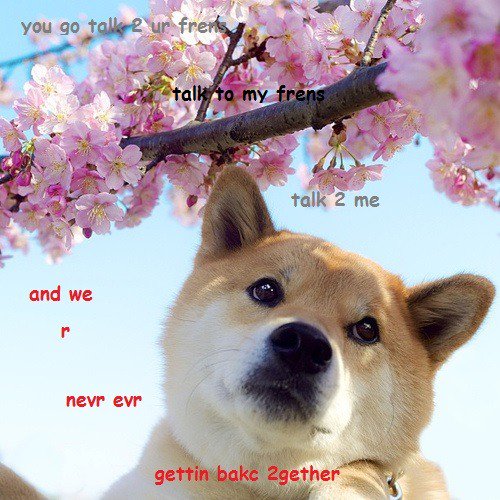 you go talk 2 ur frens
talk to my frens
talk 2 me
and we
r
nevr evr
gettin bakc 2gether